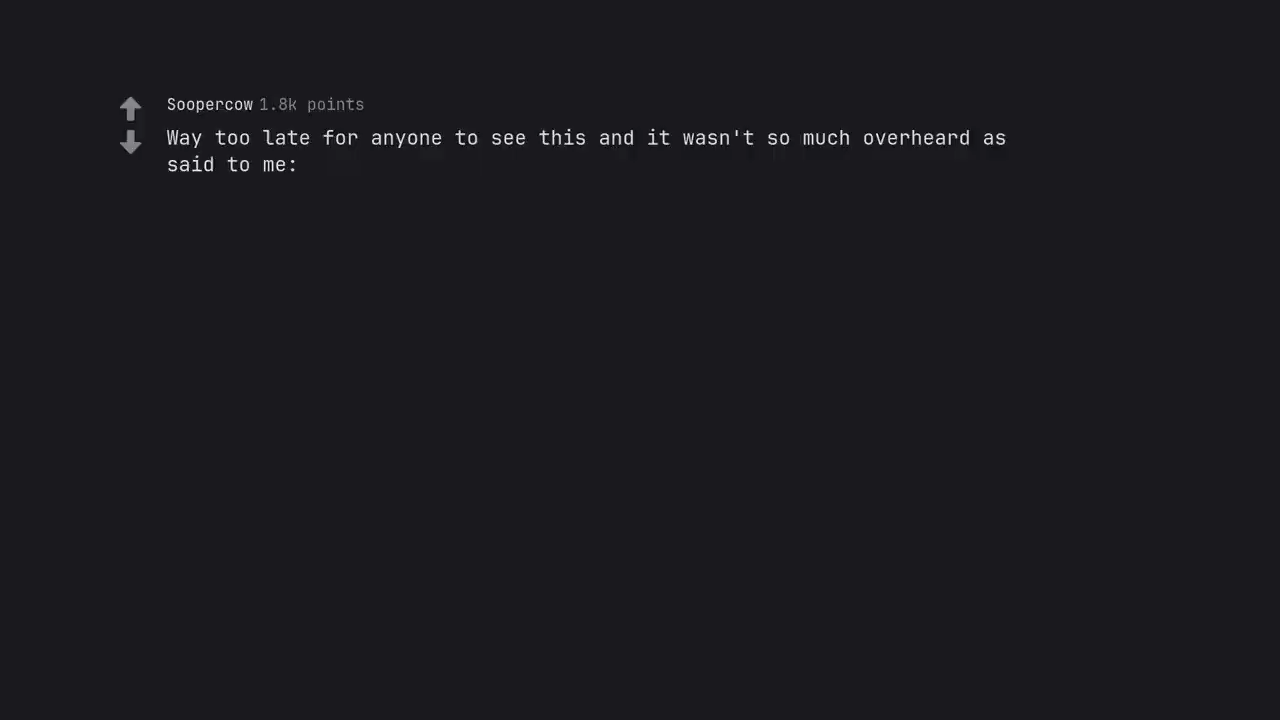 Soopercow 1.8k points
Way too late for anyone to see this and it wasn't so much overheard as
said to me: